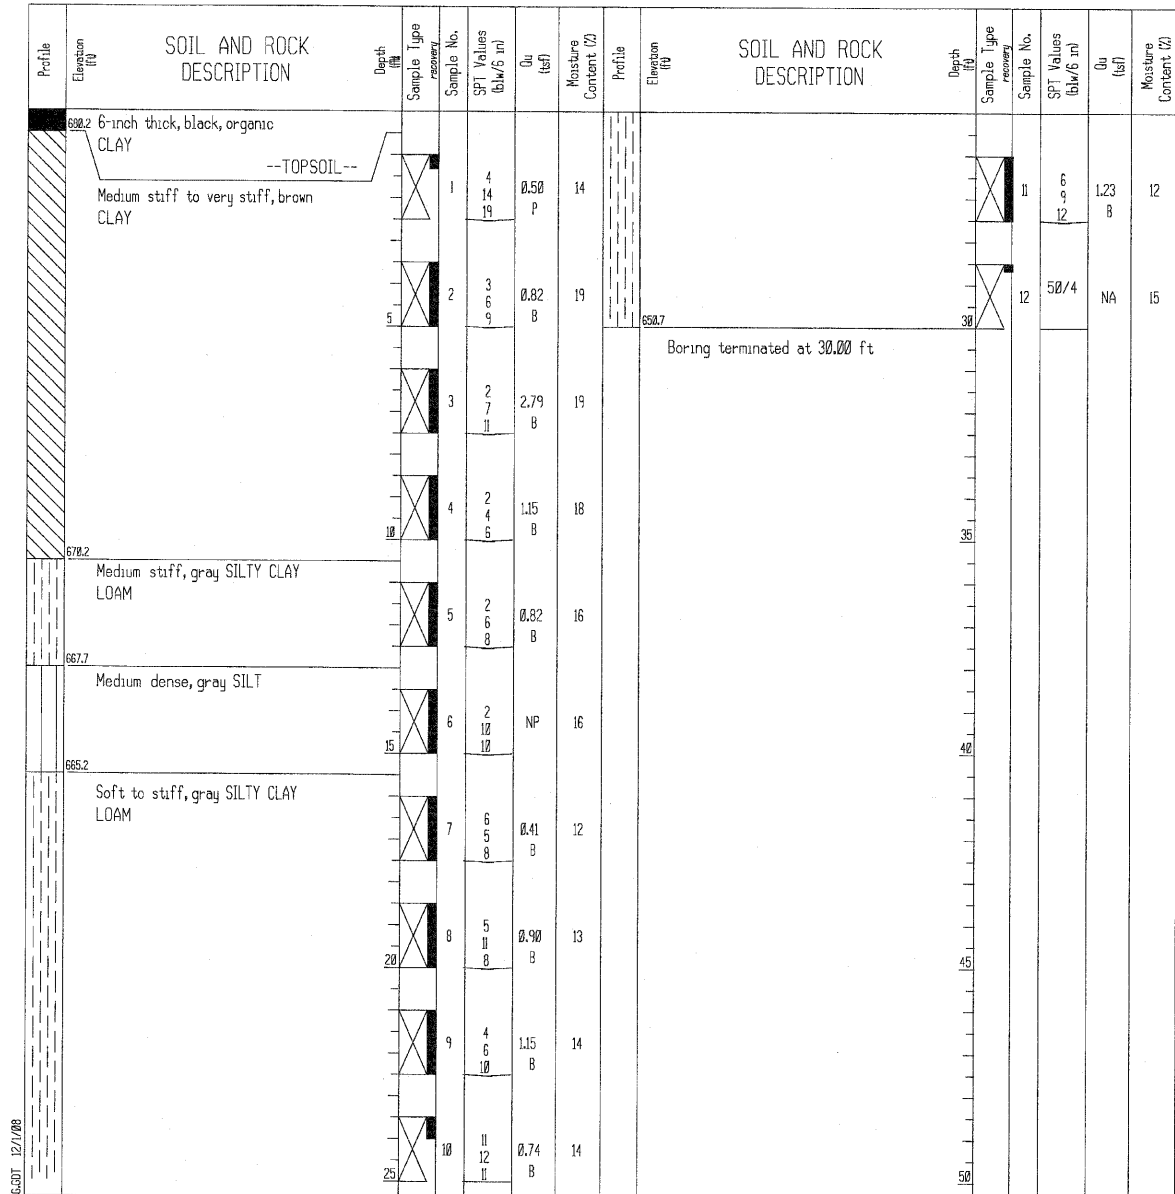 Profile
Elevation (ft)
SOIL AND ROCK
DESCRIPTION
Depth (ft)
Sample Type
recovery
Sample No.
SPT Values (blw/6 in)
Qu (tsf)
Moisture Content (%)
Profile
Elevation (ft)
SOIL AND ROCK
DESCRIPTION
Depth (ft)
Sample Type
recovery
Sample No.
SPT Values (blw/6 in)
Qu (tsf)
Moisture Content (%)
680.2 6-inch thick, black, organic
CLAY
--TOPSOIL--
Medium stiff to very stiff, brown
CLAY
1
4
14
19
0.50
P
14
2
3
6
9
0.82
B
19
5
3
2
7
11
2.79
B
19
4
2
4
6
1.15
B
18
10
670.2
Medium stiff, gray SILTY CLAY
LOAM
5
2
6
8
0.82
B
16
667.7
Medium dense, gray SILT
6
2
10
10
NP
16
15
665.2
Soft to stiff, gray SILTY CLAY
LOAM
7
6
5
8
0.41
B
12
8
5
11
8
0.90
B
13
20
9
4
6
10
1.15
B
14
10
11
12
11
0.74
B
14
25
11
6
9
12
1.23
B
12
12
50/4
NA
15
650.7
30
Boring terminated at 30.00 ft
35
40
45
50
G.GDT 12/1/08